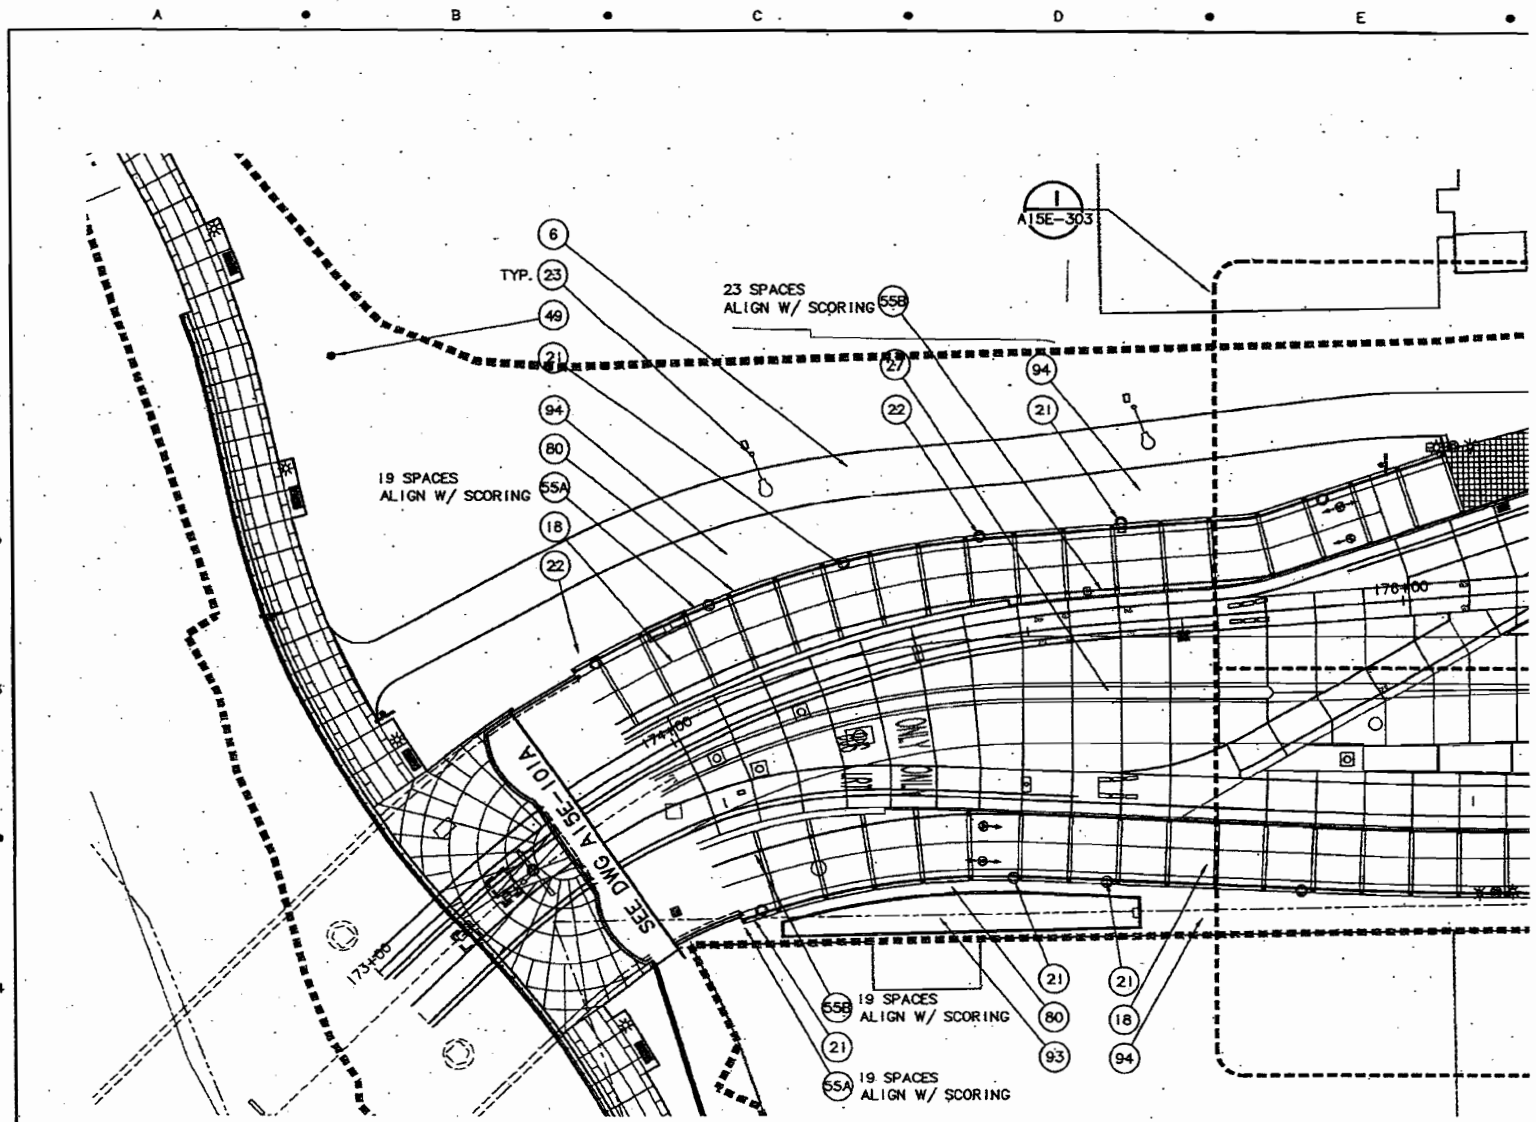 A
B
C
D
E
1
A15E-303
6
TYP. 23
49
21
94
80
19 SPACES
ALIGN W/ SCORING 55A
18
22
23 SPACES
ALIGN W/ SCORING 55B
27
22
94
21
176+00
174+00
ONLY
ONLY
SEE DWG A15E-101A
173+00
55B 19 SPACES
ALIGN W/ SCORING
21
55A 19 SPACES
ALIGN W/ SCORING
21
80
93
21
18
94